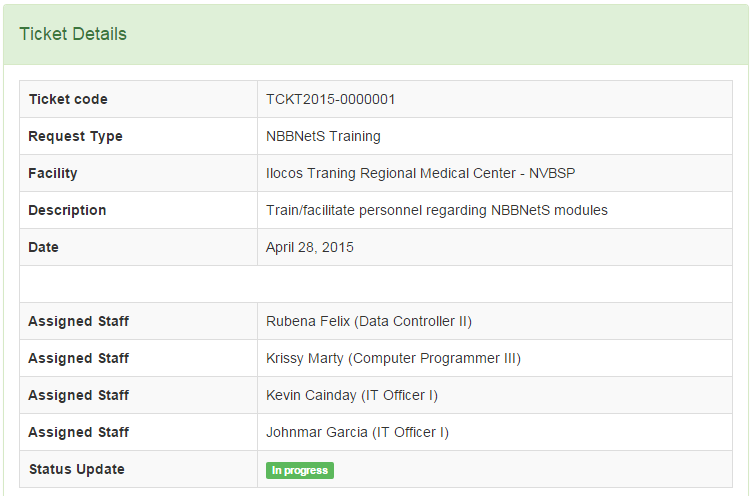 Ticket Details
Ticket code TCKT2015-0000001
Request Type NBBNetS Training
Facility Ilocos Traning Regional Medical Center - NVBSP
Description Train/facilitate personnel regarding NBBNetS modules
Date April 28, 2015
Assigned Staff Rubena Felix (Data Controller II)
Assigned Staff Krissy Marty (Computer Programmer III)
Assigned Staff Kevin Cainday (IT Officer I)
Assigned Staff Johnmar Garcia (IT Officer I)
Status Update In progress